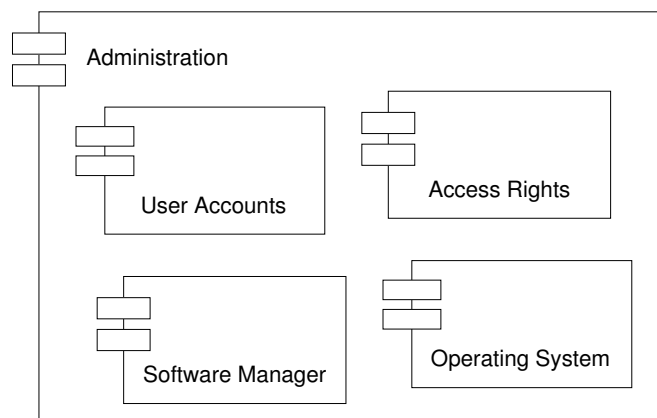 Administration
User Accounts
Access Rights
Software Manager
Operating System